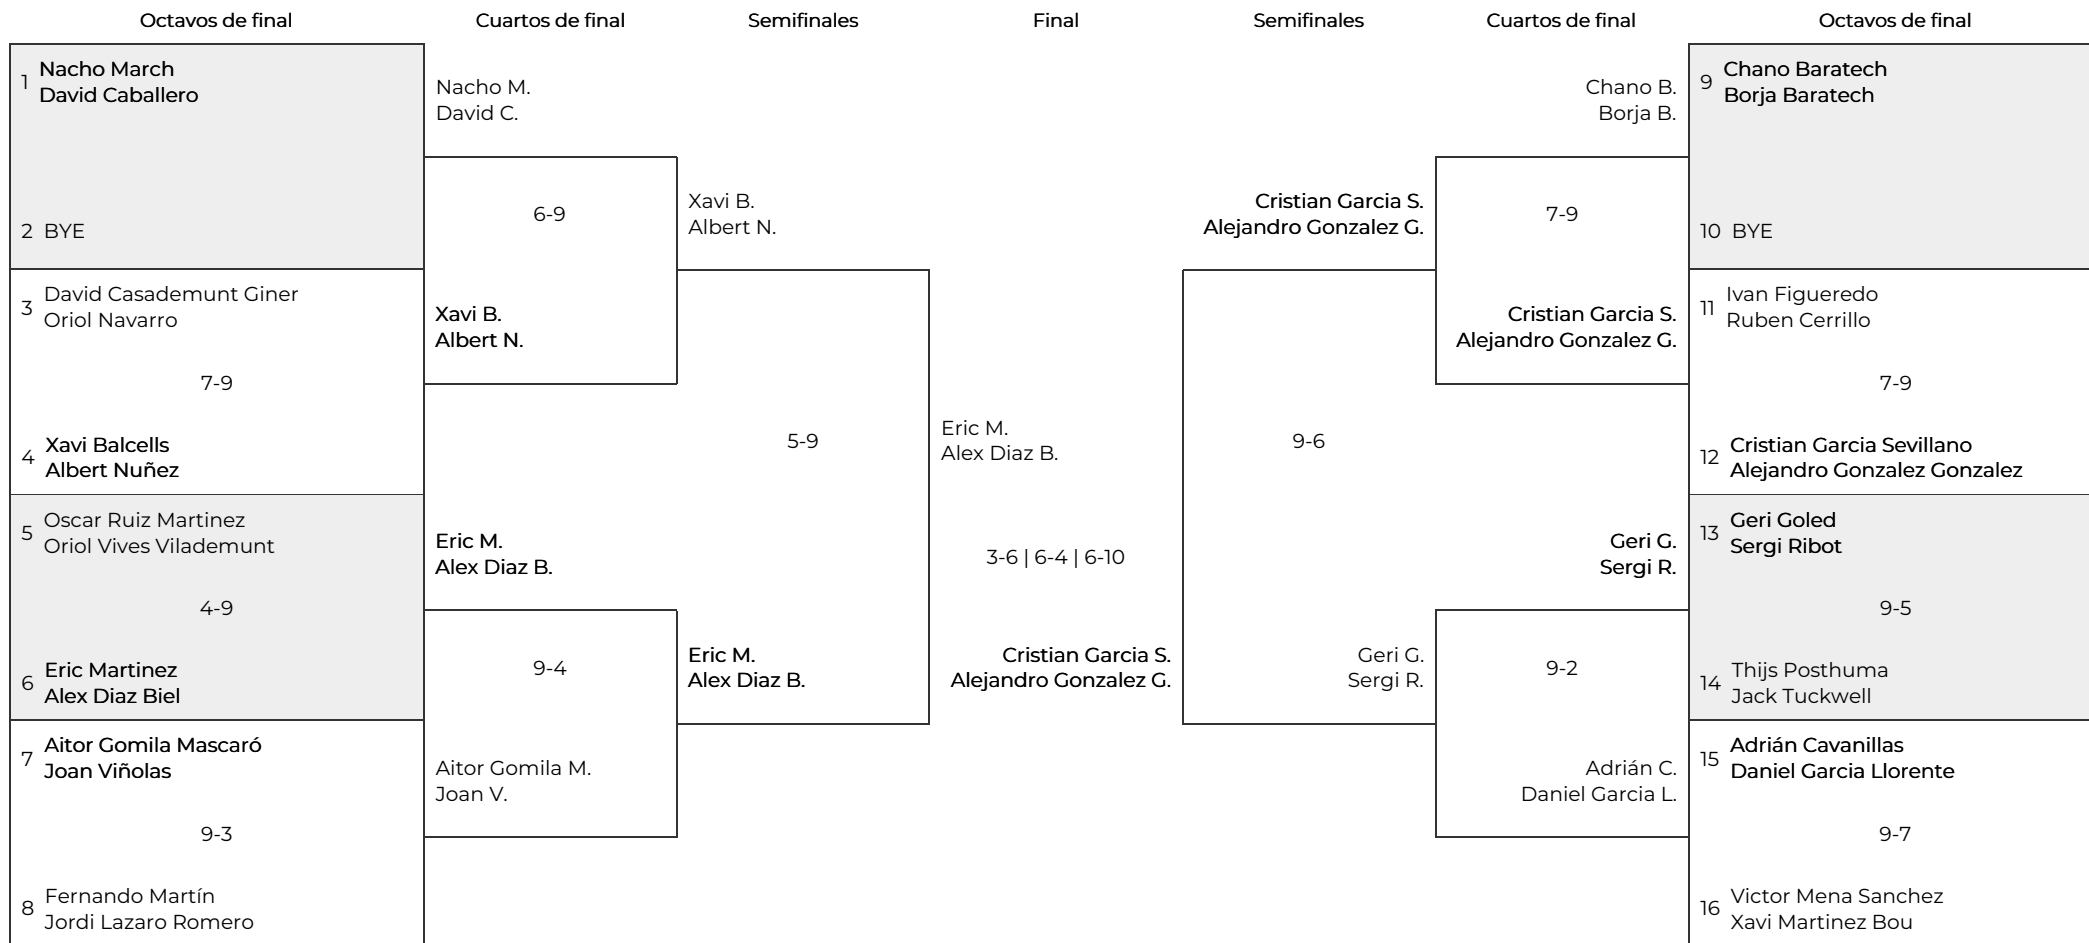 Octavos de final
Cuartos de final
Semifinales
Final
Semifinales
Cuartos de final
Octavos de final
1
Nacho March
David Caballero
2 BYE
3
David Casademunt Giner
Oriol Navarro
7-9
4
Xavi Balcells
Albert Nuñez
5
Oscar Ruiz Martinez
Oriol Vives Vilademunt
4-9
6
Eric Martinez
Alex Diaz Biel
7
Aitor Gomila Mascaró
Joan Viñolas
9-3
8
Fernando Martín
Jordi Lazaro Romero
Nacho M.
David C.
6-9
Xavi B.
Albert N.
Eric M.
Alex Diaz B.
9-4
Aitor Gomila M.
Joan V.
Xavi B.
Albert N.
5-9
Eric M.
Alex Diaz B.
Eric M.
Alex Diaz B.
3-6 | 6-4 | 6-10
Cristian Garcia S.
Alejandro Gonzalez G.
Cristian Garcia S.
Alejandro Gonzalez G.
9-6
Geri G.
Sergi R.
Chano B.
Borja B.
7-9
Cristian Garcia S.
Alejandro Gonzalez G.
Geri G.
Sergi R.
9-2
Adrián C.
Daniel Garcia L.
9
Chano Baratech
Borja Baratech
10 BYE
11
Ivan Figueredo
Ruben Cerrillo
7-9
12
Cristian Garcia Sevillano
Alejandro Gonzalez Gonzalez
13
Geri Goled
Sergi Ribot
9-5
14
Thijs Posthuma
Jack Tuckwell
15
Adrián Cavanillas
Daniel Garcia Llorente
9-7
16
Victor Mena Sanchez
Xavi Martinez Bou